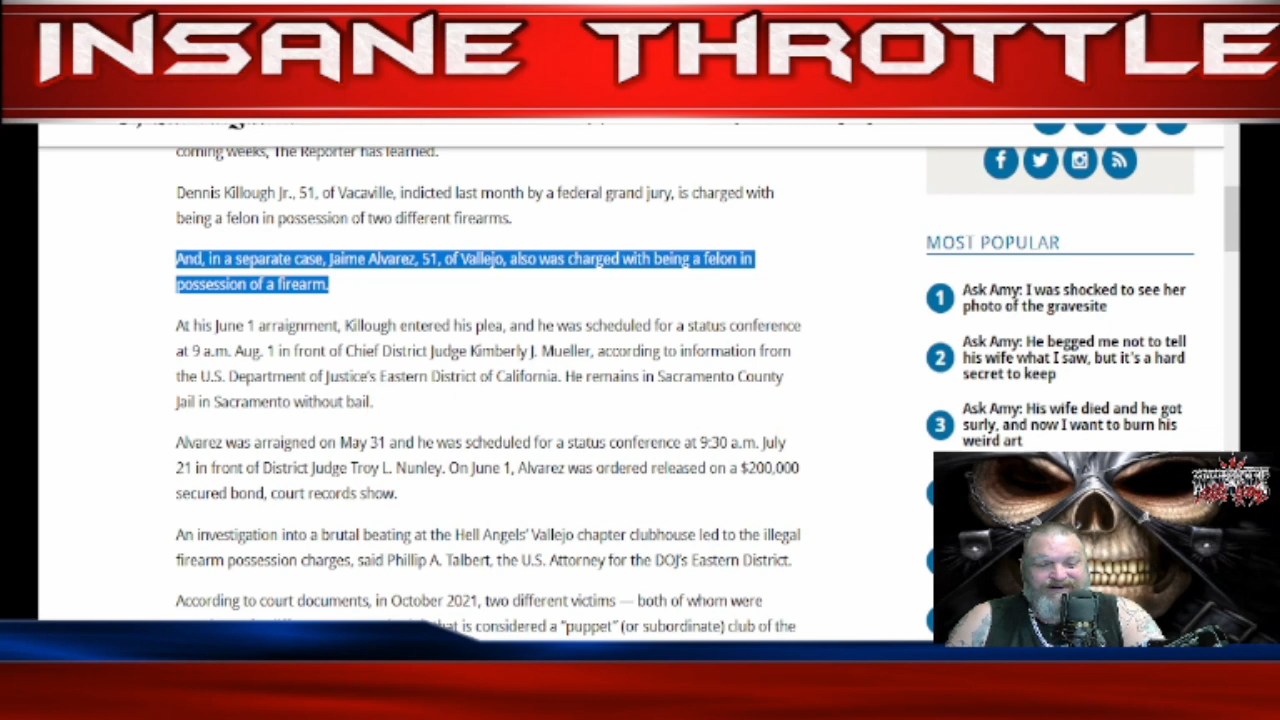 INSANE THROTTLE
coming weeks, The Reporter has learned.
Dennis Killough Jr., 51, of Vacaville, indicted last month by a federal grand jury, is charged with
being a felon in possession of two different firearms.
And, in a separate case, Jaime Alvarez, 51, of Vallejo, also was charged with being a felon in
possession of a firearm.
At his June 1 arraignment, Killough entered his plea, and he was scheduled for a status conference
at 9 a.m. Aug. 1 in front of Chief District Judge Kimberly J. Mueller, according to information from
the U.S. Department of Justice's Eastern District of California. He remains in Sacramento County
Jail in Sacramento without bail.
Alvarez was arraigned on May 31 and he was scheduled for a status conference at 9:30 a.m. July
21 in front of District Judge Troy L. Nunley. On June 1, Alvarez was ordered released on a $200,000
secured bond, court records show.
An investigation into a brutal beating at the Hell Angels' Vallejo chapter clubhouse led to the illegal
firearm possession charges, said Phillip A. Talbert, the U.S. Attorney for the DOJ's Eastern District.
According to court documents, in October 2021, two different victims — both of whom were
that is considered a "puppet" (or subordinate) club of the
MOST POPULAR
1 Ask Amy: I was shocked to see her
photo of the gravesite
2 Ask Amy: He begged me not to tell
his wife what I saw, but it's a hard
secret to keep
3 Ask Amy: His wife died and he got
surly, and now I want to burn his
weird art